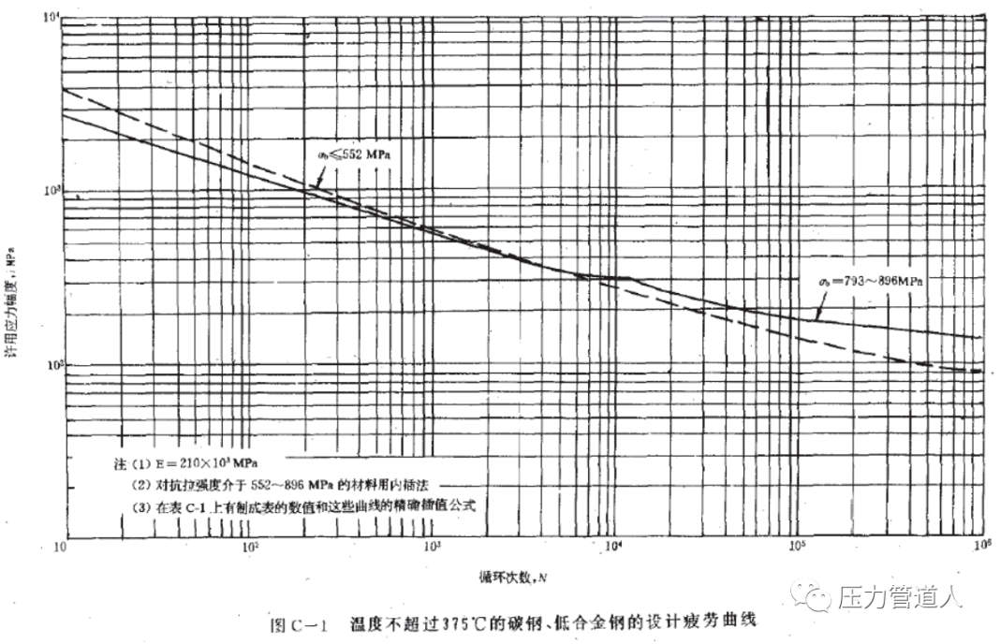 10⁴
10³
10²
许用应力幅度, MPa
σb≤552 MPa
σb=793~896MPa
注 (1) E=210×10³ MPa
(2) 对抗拉强度介于 552~896 MPa 的材料用内插法
(3) 在表 C-1 上有制成表的数值和这些曲线的精确插值公式
10 10² 10³ 10⁴ 10⁵ 10⁶
循环次数, N
压力管道人
图 C-1 温度不超过375℃的碳钢、低合金钢的设计疲劳曲线